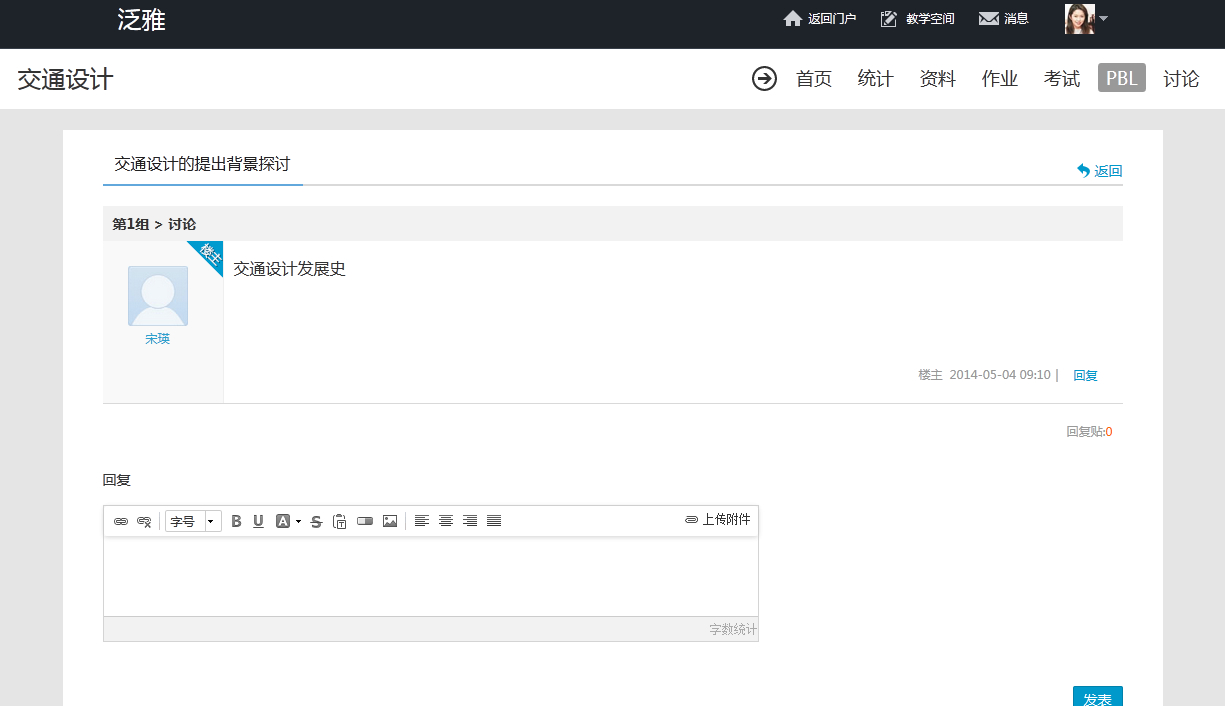 泛雅
返回门户
教学空间
消息
交通设计
首页
统计
资料
作业
考试
PBL
讨论
交通设计的提出背景探讨
返回
第1组 > 讨论
楼主
交通设计发展史
宋瑛
楼主 2014-05-04 09:10 | 回复
回复贴:0
回复
字号
B
U
A
S
上传附件
字数统计
发表